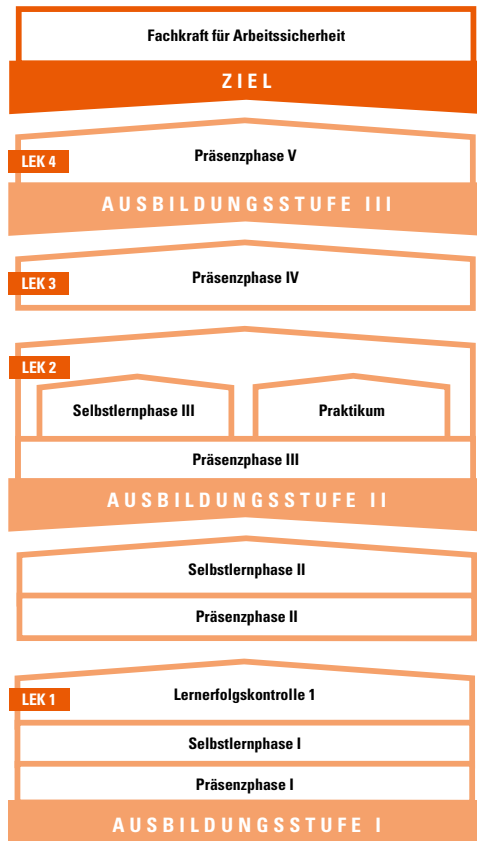 Fachkraft für Arbeitssicherheit
ZIEL
Präsenzphase V
LEK 4
AUSBILDUNGSSTUFE III
Präsenzphase IV
LEK 3
LEK 2
Selbstlernphase III
Praktikum
Präsenzphase III
AUSBILDUNGSSTUFE II
Selbstlernphase II
Präsenzphase II
Lernerfolgskontrolle 1
LEK 1
Selbstlernphase I
Präsenzphase I
AUSBILDUNGSSTUFE I